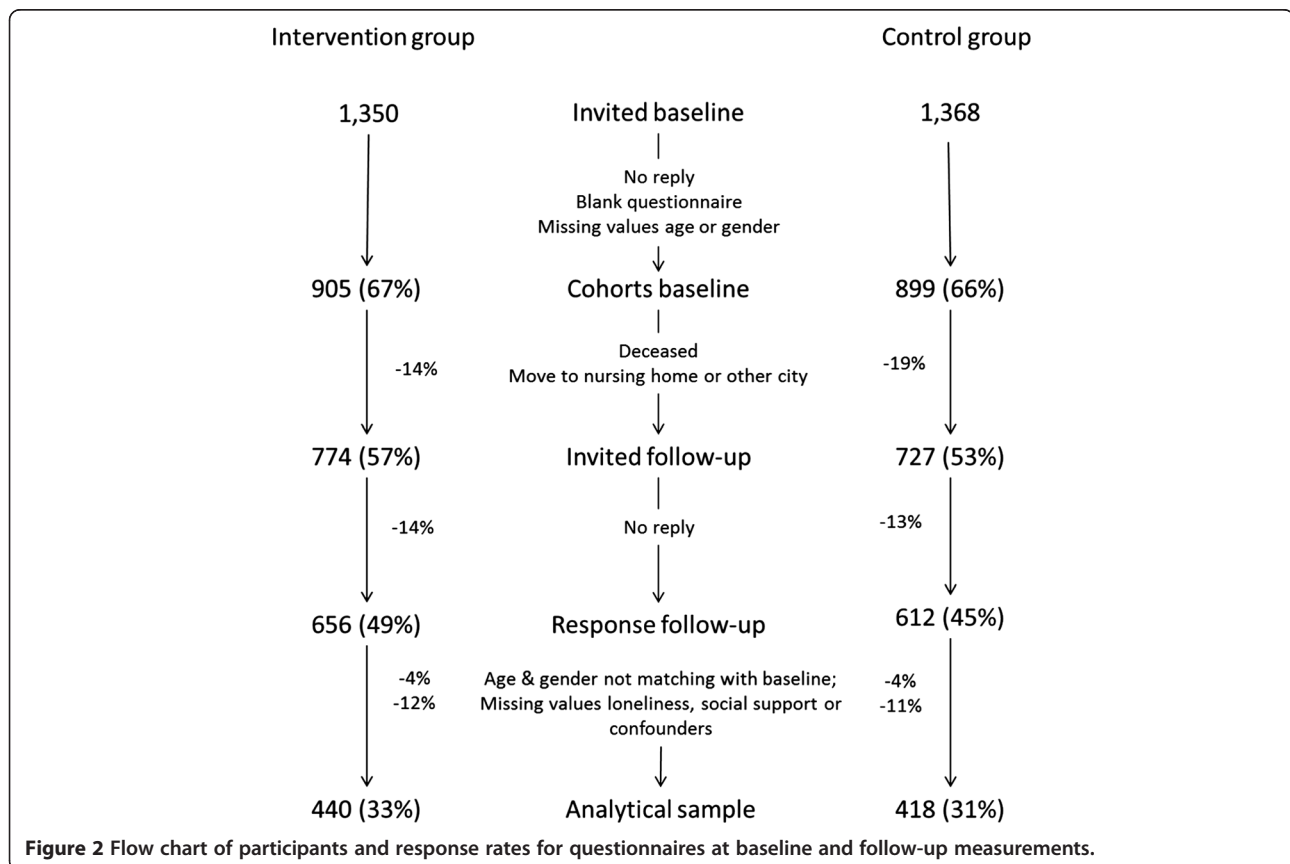 Intervention group Control group
1,350 Invited baseline 1,368
No reply
Blank questionnaire
Missing values age or gender
905 (67%) Cohorts baseline 899 (66%)
Deceased
-14% Move to nursing home or other city -19%
774 (57%) Invited follow-up 727 (53%)
-14% No reply -13%
656 (49%) Response follow-up 612 (45%)
-4% Age & gender not matching with baseline; -4%
-12% Missing values loneliness, social support or -11%
confounders
440 (33%) Analytical sample 418 (31%)
Figure 2 Flow chart of participants and response rates for questionnaires at baseline and follow-up measurements.